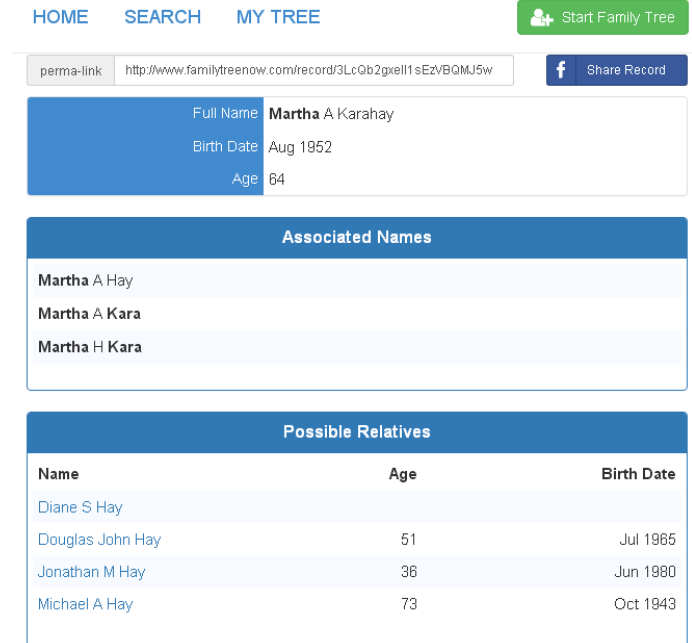 HOME SEARCH MY TREE Start Family Tree
perma-link http://www.familytreenow.com/record/3LcQb2gxell1sEzVBQMJ5w Share Record
Full Name Martha A Karahay
Birth Date Aug 1952
Age 64
Associated Names
Martha A Hay
Martha A Kara
Martha H Kara
Possible Relatives
Name Age Birth Date
Diane S Hay
Douglas John Hay 51 Jul 1965
Jonathan M Hay 36 Jun 1980
Michael A Hay 73 Oct 1943